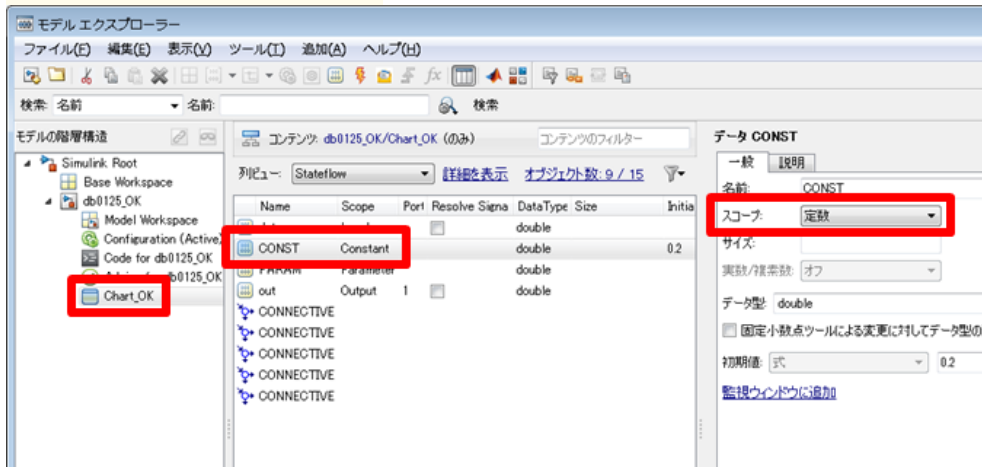 モデル エクスプローラー
ファイル(F) 編集(E) 表示(V) ツール(T) 追加(A) ヘルプ(H)
検索: 名前 名前: 検索
モデルの階層構造
Simulink Root
Base Workspace
db0125_OK
Model Workspace
Configuration (Active)
Code for db0125_OK
db0125_OK
Chart_OK
コンテンツ: db0125_OK/Chart_OK (のみ) コンテンツのフィルター
列ビュー: Stateflow 詳細を表示 オブジェクト数: 9 / 15
Name Scope Port Resolve Signa DataType Size Initia
double
CONST Constant double 0.2
PARAM Parameter double
out Output 1 double
CONNECTIVE
CONNECTIVE
CONNECTIVE
CONNECTIVE
CONNECTIVE
データ CONST
一般 説明
名前: CONST
スコープ: 定数
サイズ:
実数/複素数: オフ
データ型: double
固定小数点ツールによる変更に対してデータ型の
初期値: 式 0.2
監視ウィンドウに追加